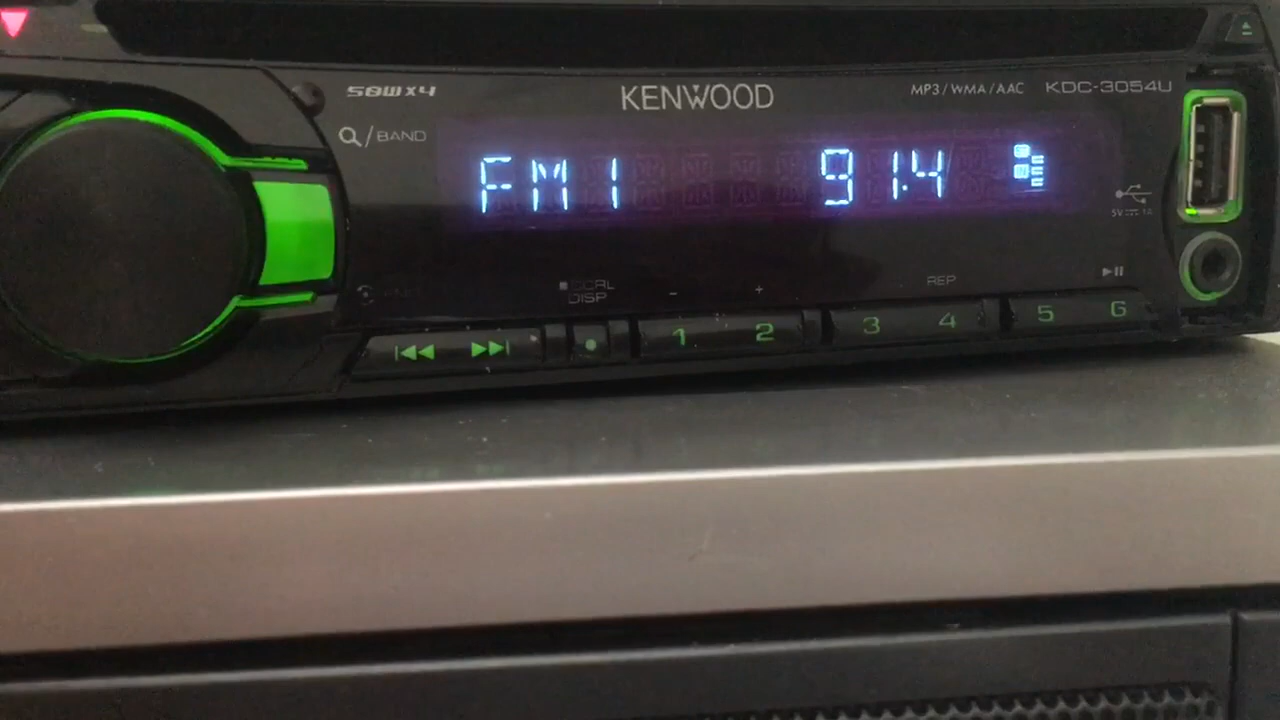 50W x 4
KENWOOD
MP3 / WMA / AAC KDC-3054U
/ BAND
FM1 91.4
5V 1A
SCRL
DISP
- +
REP
1 2 3 4 5 6